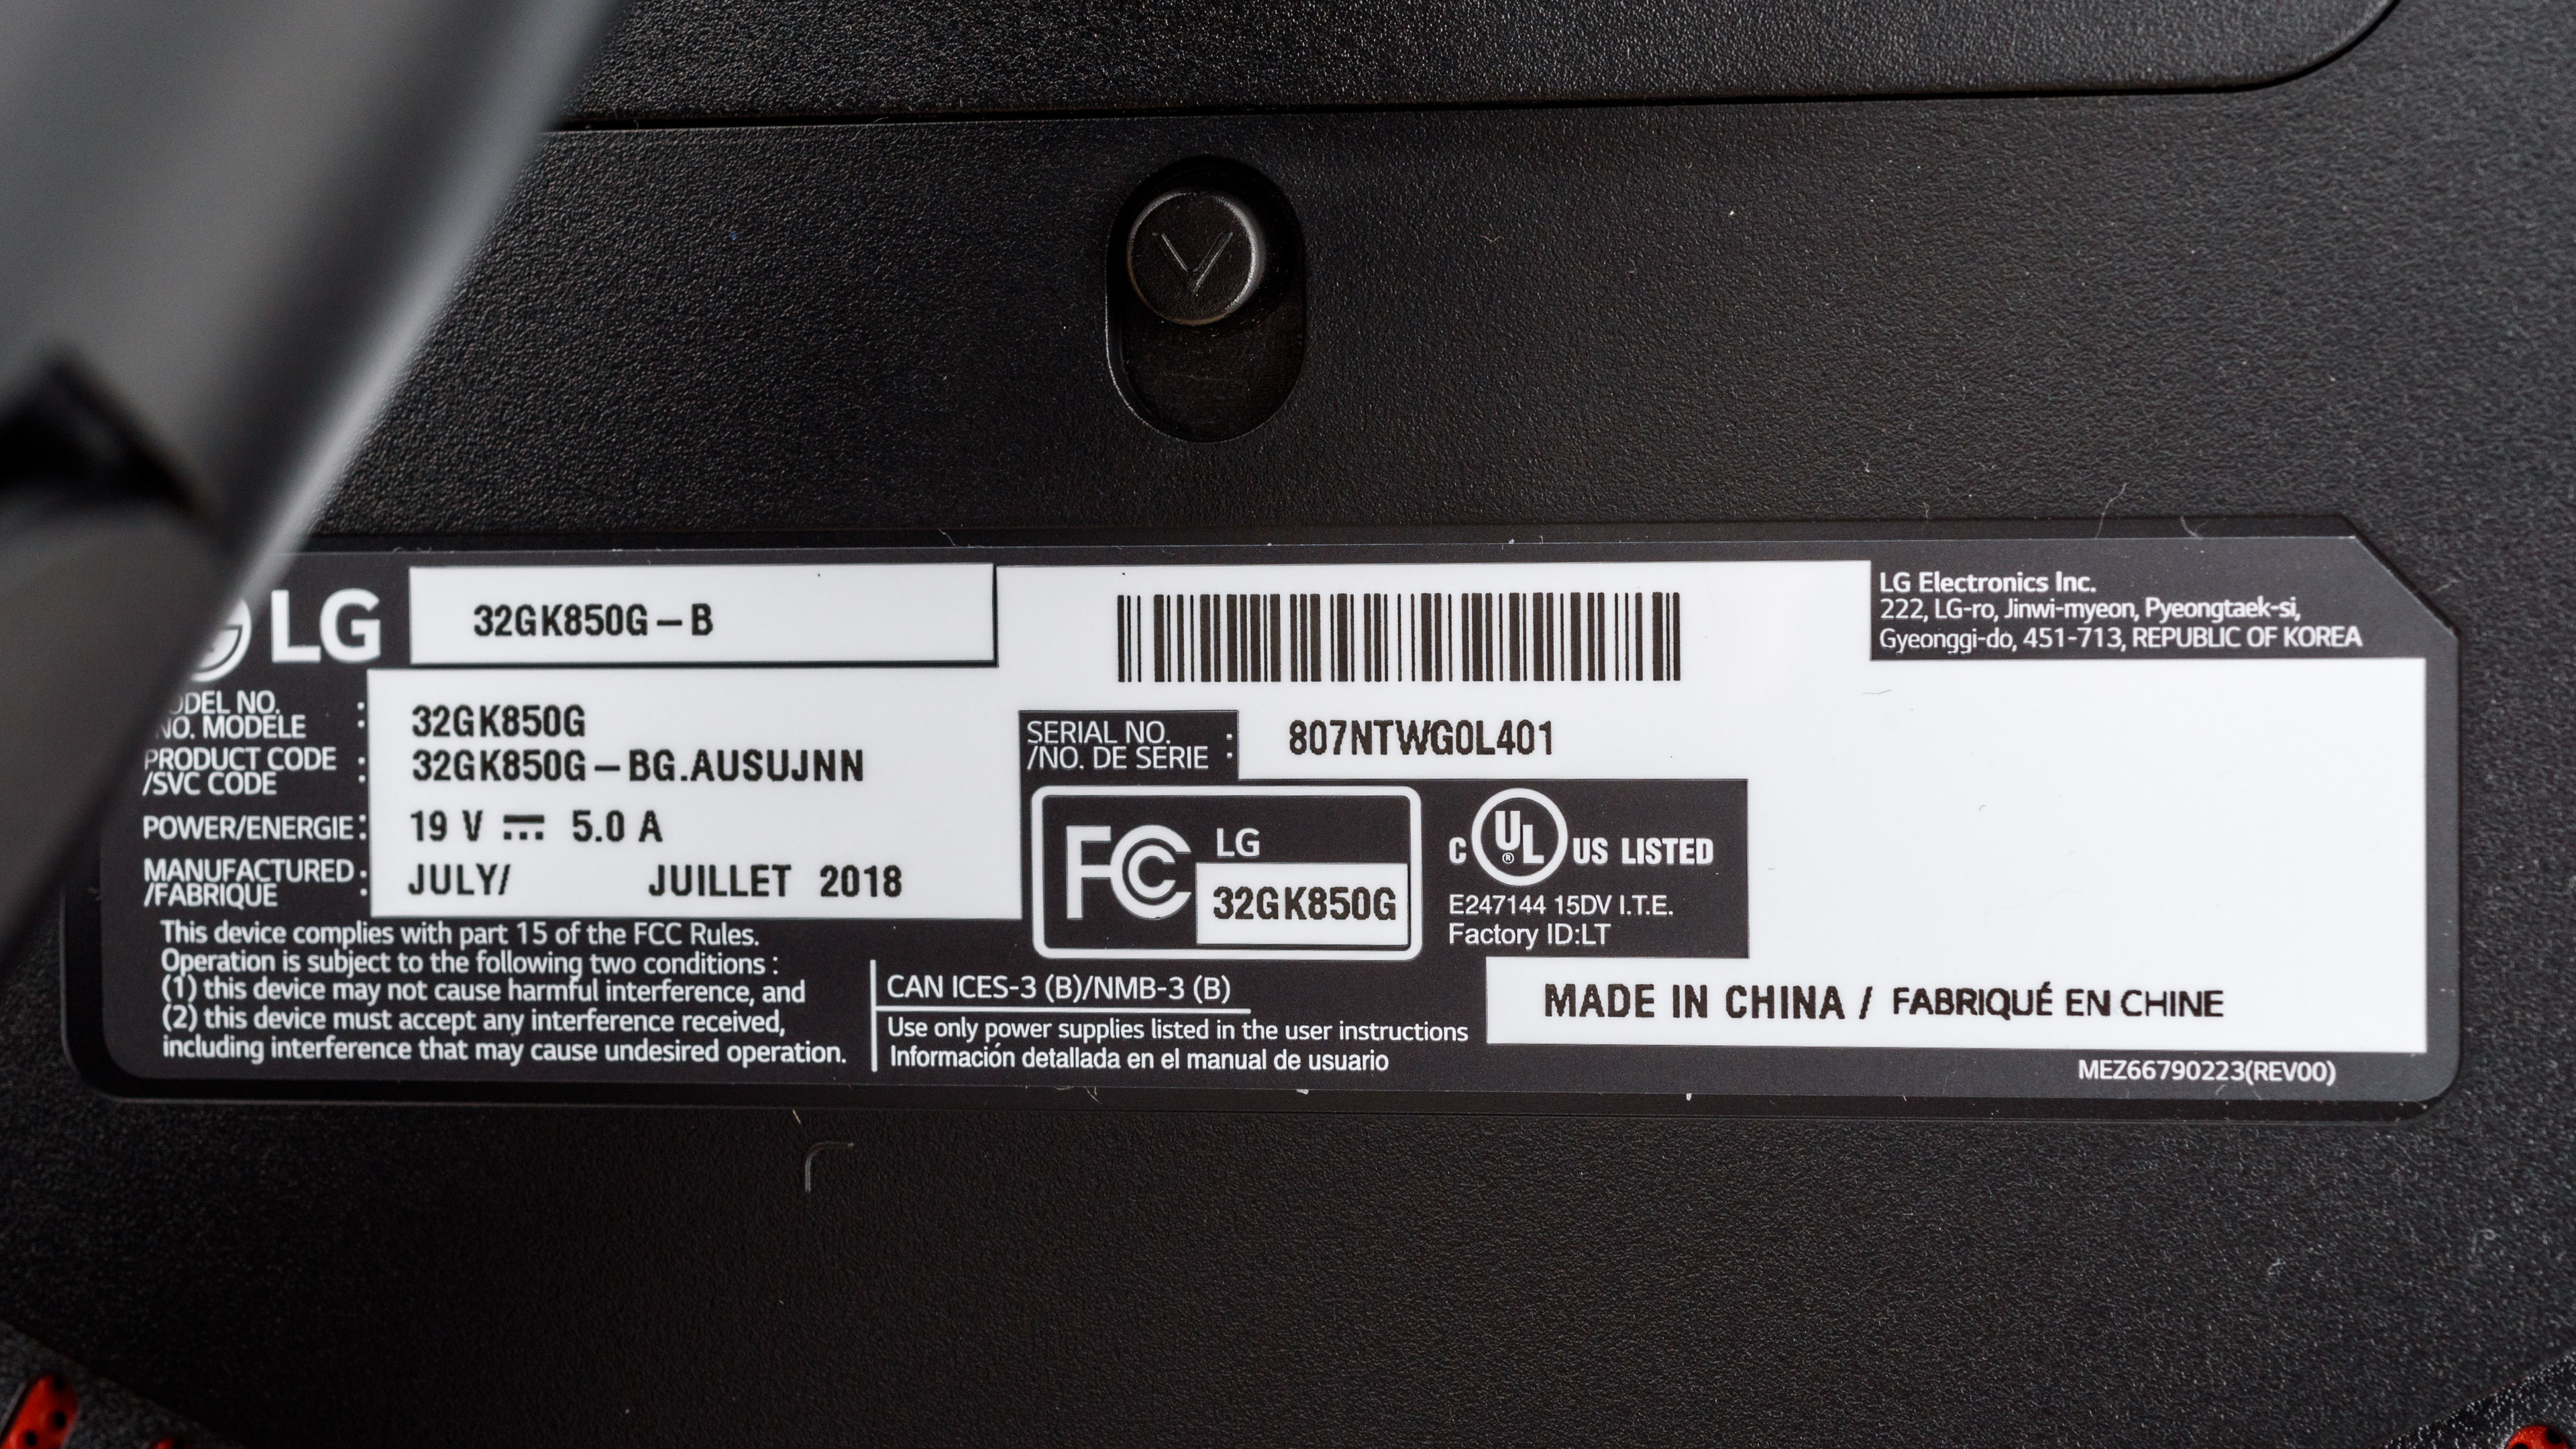 LG 32GK850G-B
LG Electronics Inc.
222, LG-ro, Jinwi-myeon, Pyeongtaek-si,
Gyeonggi-do, 451-713, REPUBLIC OF KOREA
NO.
NO. MODÈLE : 32GK850G
PRODUCT CODE
/SVC CODE : 32GK850G-BG.AUSUJNN
POWER/ENERGIE: 19 V ⎓ 5.0 A
MANUFACTURED
/FABRIQUE : JULY/ JUILLET 2018
SERIAL NO.
/NO. DE SERIE : 807NTWG0L401
FC LG
32GK850G
C UL® US LISTED
E247144 15DV I.T.E.
Factory ID:LT
This device complies with part 15 of the FCC Rules.
Operation is subject to the following two conditions :
(1) this device may not cause harmful interference, and
(2) this device must accept any interference received,
including interference that may cause undesired operation.
CAN ICES-3 (B)/NMB-3 (B)
Use only power supplies listed in the user instructions
Información detallada en el manual de usuario
MADE IN CHINA / FABRIQUÉ EN CHINE
MEZ66790223(REV00)